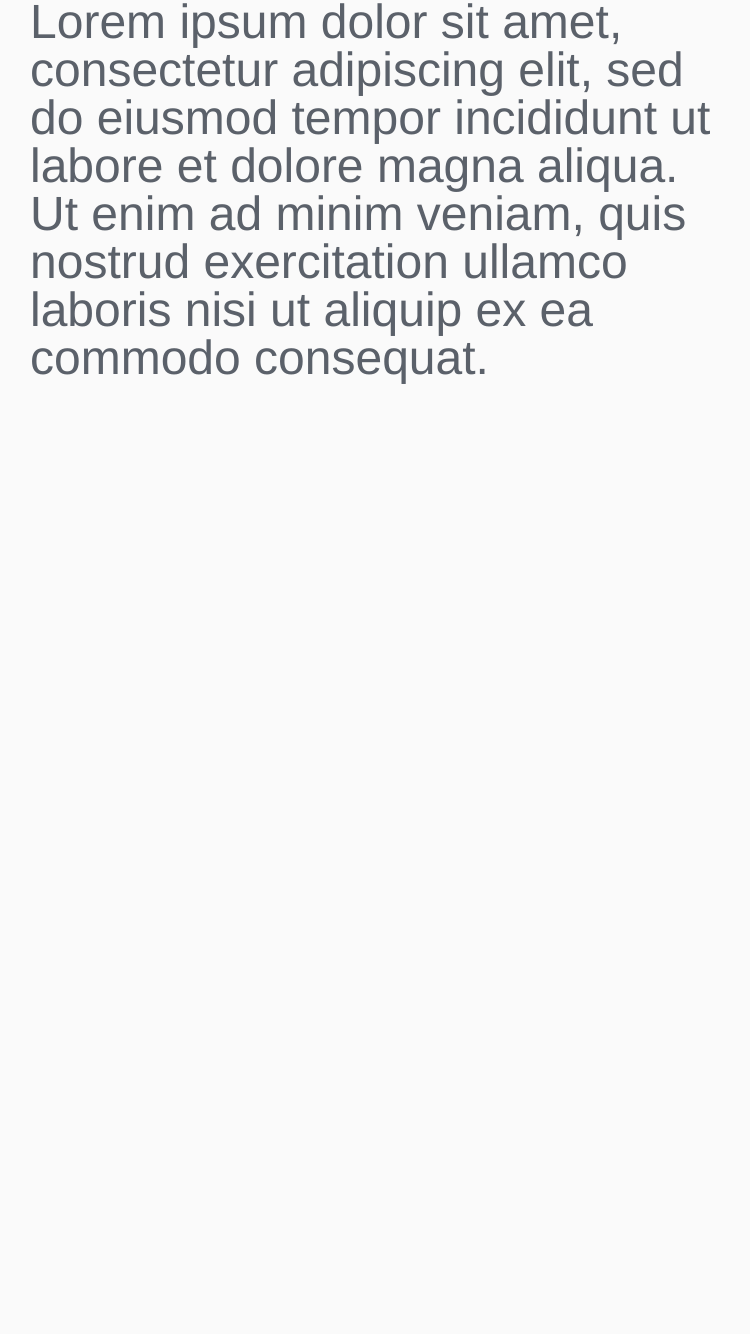 Lorem ipsum dolor sit amet,
consectetur adipiscing elit, sed
do eiusmod tempor incididunt ut
labore et dolore magna aliqua.
Ut enim ad minim veniam, quis
nostrud exercitation ullamco
laboris nisi ut aliquip ex ea
commodo consequat.